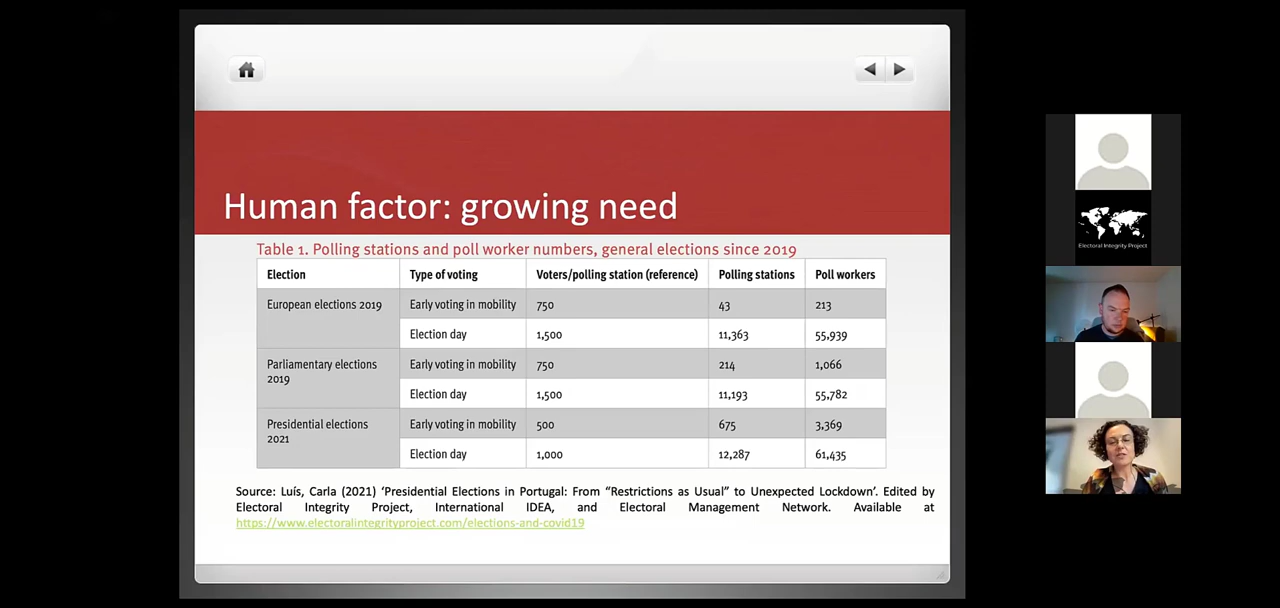 Human factor: growing need
Table 1. Polling stations and poll worker numbers, general elections since 2019
Election Type of voting Voters/polling station (reference) Polling stations Poll workers
European elections 2019 Early voting in mobility 750 43 213
Election day 1,500 11,363 55,939
Parliamentary elections Early voting in mobility 750 214 1,066
2019
Election day 1,500 11,193 55,782
Presidential elections Early voting in mobility 500 675 3,369
2021
Election day 1,000 12,287 61,435
Source: Luís, Carla (2021) ‘Presidential Elections in Portugal: From “Restrictions as Usual” to Unexpected Lockdown’. Edited by
Electoral Integrity Project, International IDEA, and Electoral Management Network. Available at
https://www.electoralintegrityproject.com/elections-and-covid19
Electoral Integrity Project